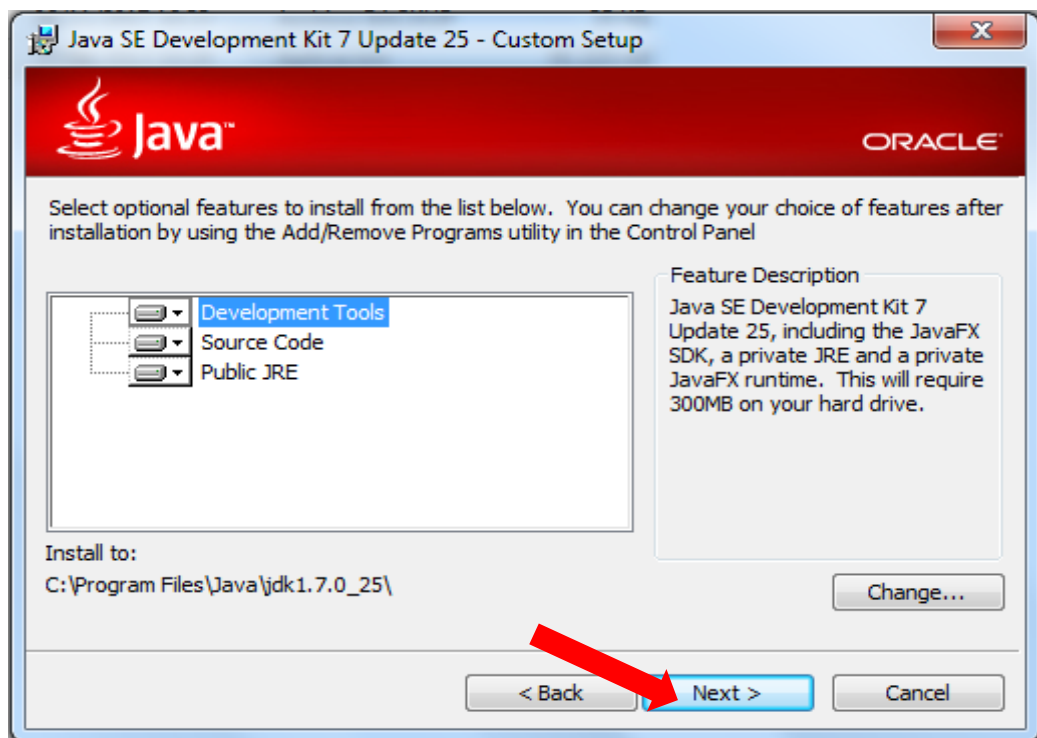 Java SE Development Kit 7 Update 25 - Custom Setup
Java™
ORACLE
Select optional features to install from the list below. You can change your choice of features after
installation by using the Add/Remove Programs utility in the Control Panel
Development Tools
Source Code
Public JRE
Feature Description
Java SE Development Kit 7
Update 25, including the JavaFX
SDK, a private JRE and a private
JavaFX runtime. This will require
300MB on your hard drive.
Install to:
C:\Program Files\Java\jdk1.7.0_25\
Change...
< Back
Next >
Cancel